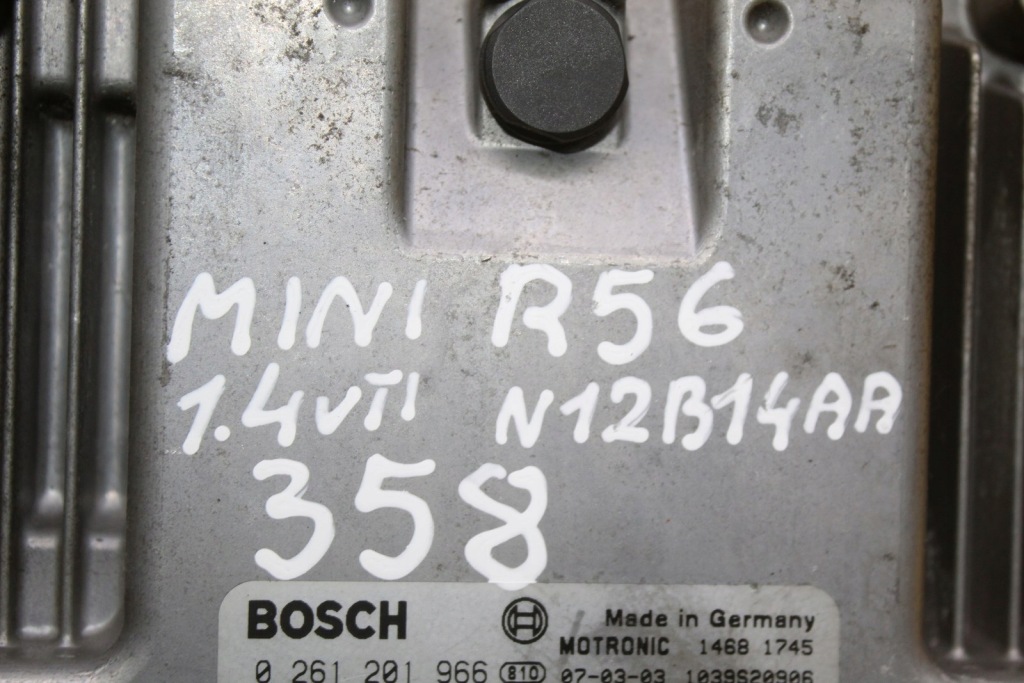 MINI R56
1.4VTI N12B14AA
358
BOSCH Made in Germany
MOTRONIC 1468 1745
0 261 201 966 810 07-03-03 1039S20906